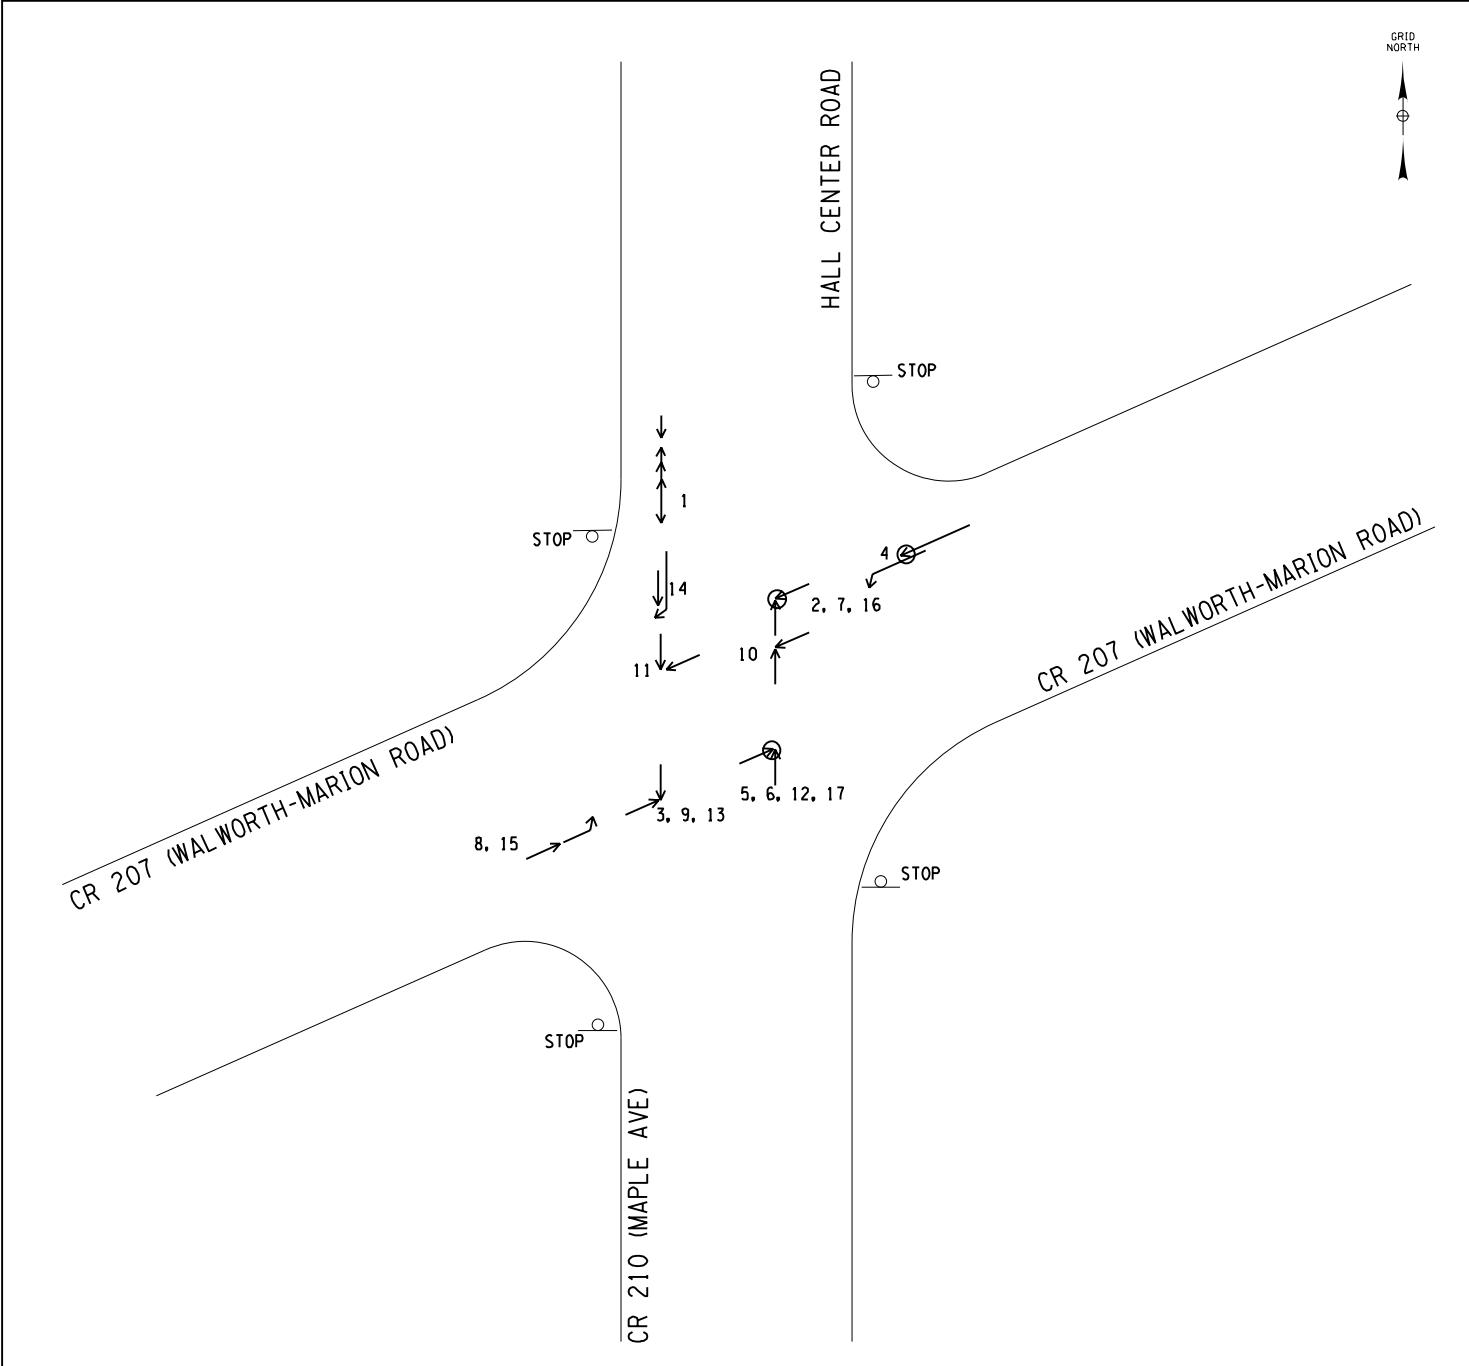 GRID
NORTH
HALL CENTER ROAD
STOP
1
STOP
4
14
2, 7, 16
10
11
CR 207 (WALWORTH-MARION ROAD)
CR 207 (WALWORTH-MARION ROAD)
5, 6, 12, 17
3, 9, 13
8, 15
STOP
STOP
CR 210 (MAPLE AVE)